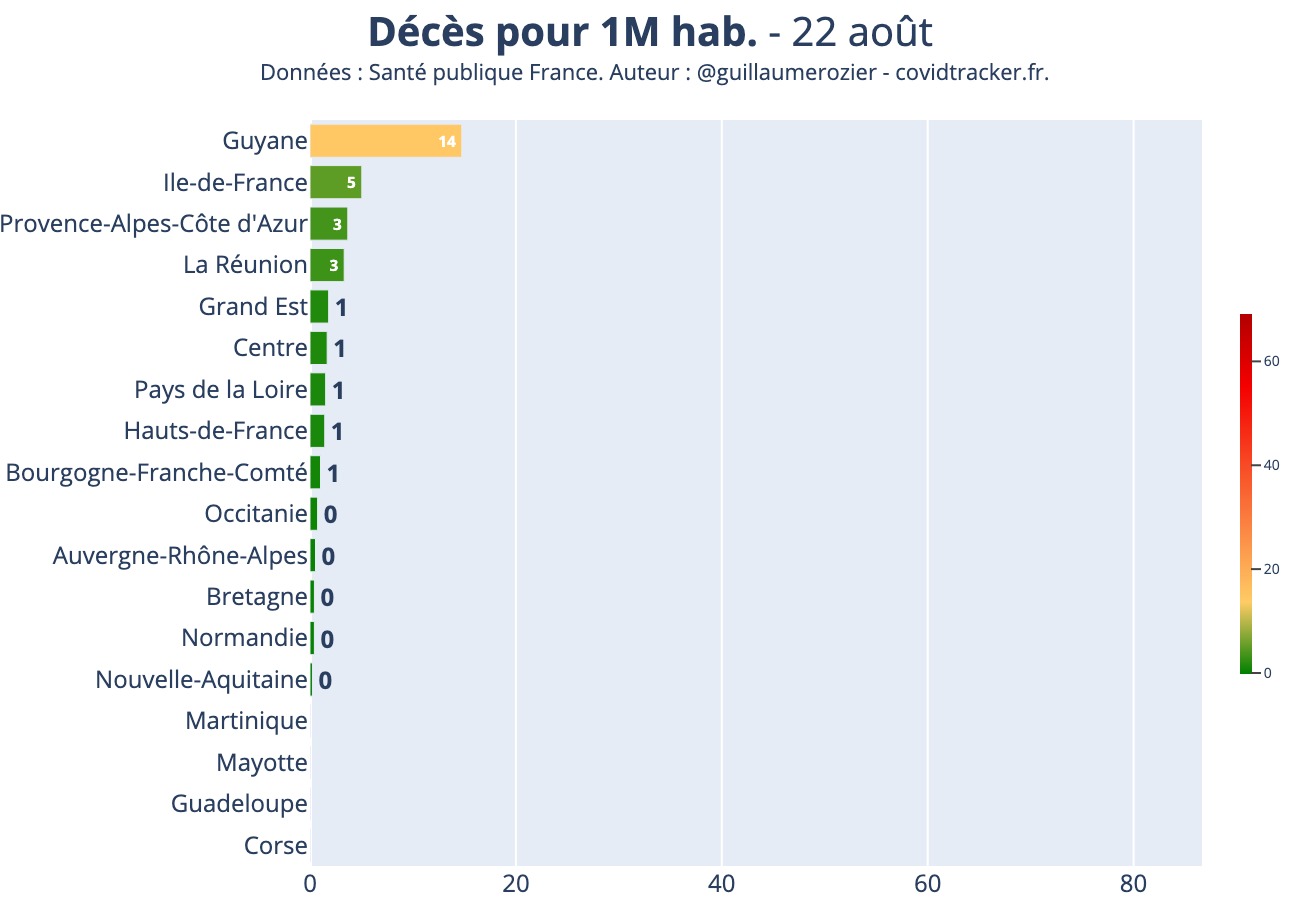 Décès pour 1M hab. - 22 août
Données : Santé publique France. Auteur : @guillaumerozier - covidtracker.fr.
Guyane 14
Ile-de-France 5
Provence-Alpes-Côte d'Azur 3
La Réunion 3
Grand Est 1
Centre 1
Pays de la Loire 1
Hauts-de-France 1
Bourgogne-Franche-Comté 1
Occitanie 0
Auvergne-Rhône-Alpes 0
Bretagne 0
Normandie 0
Nouvelle-Aquitaine 0
Martinique
Mayotte
Guadeloupe
Corse
0 20 40 60 80
60
40
20
0